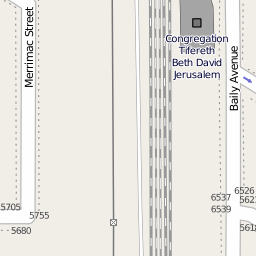 Merrimac Street
Congregation
Tifereth
Beth David
Jerusalem
Baily Avenue
5705
5755
5680
6537
6526
6539